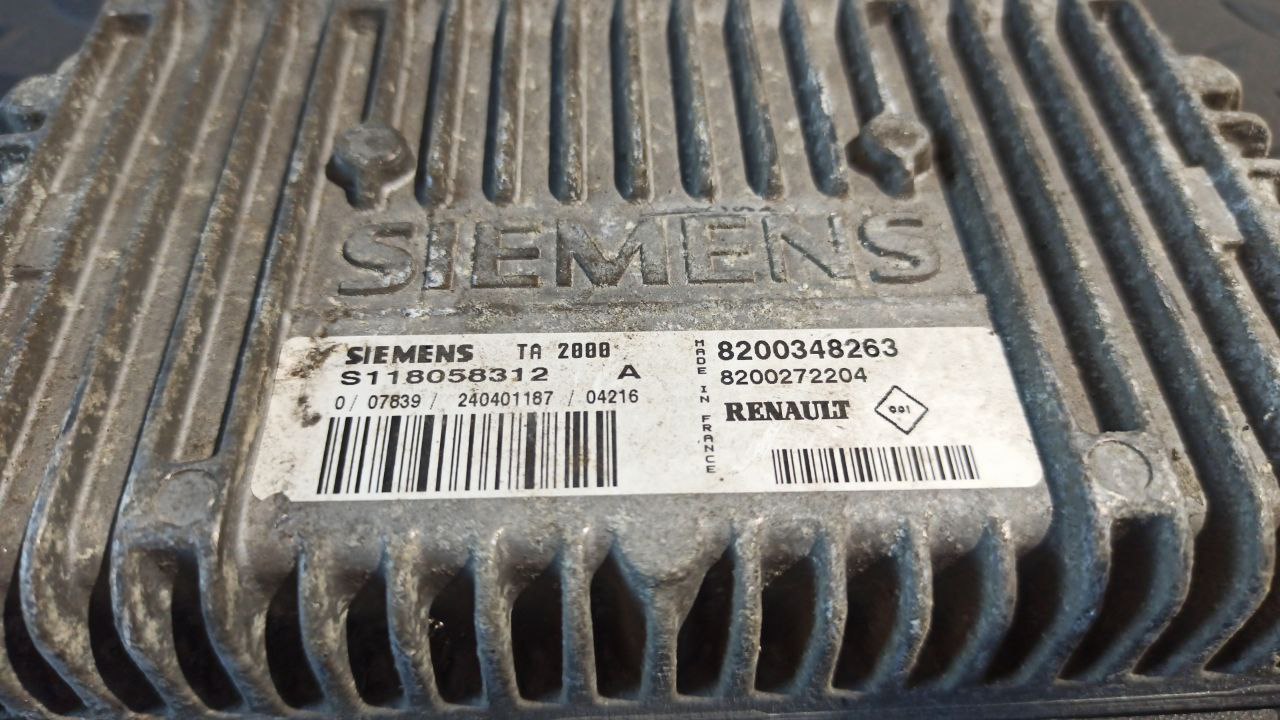 SIEMENS
SIEMENS TA 2000
S118058312 A
0/ 07839/ 240401187 /04216
MADE IN FRANCE
8200348263
8200272204
RENAULT